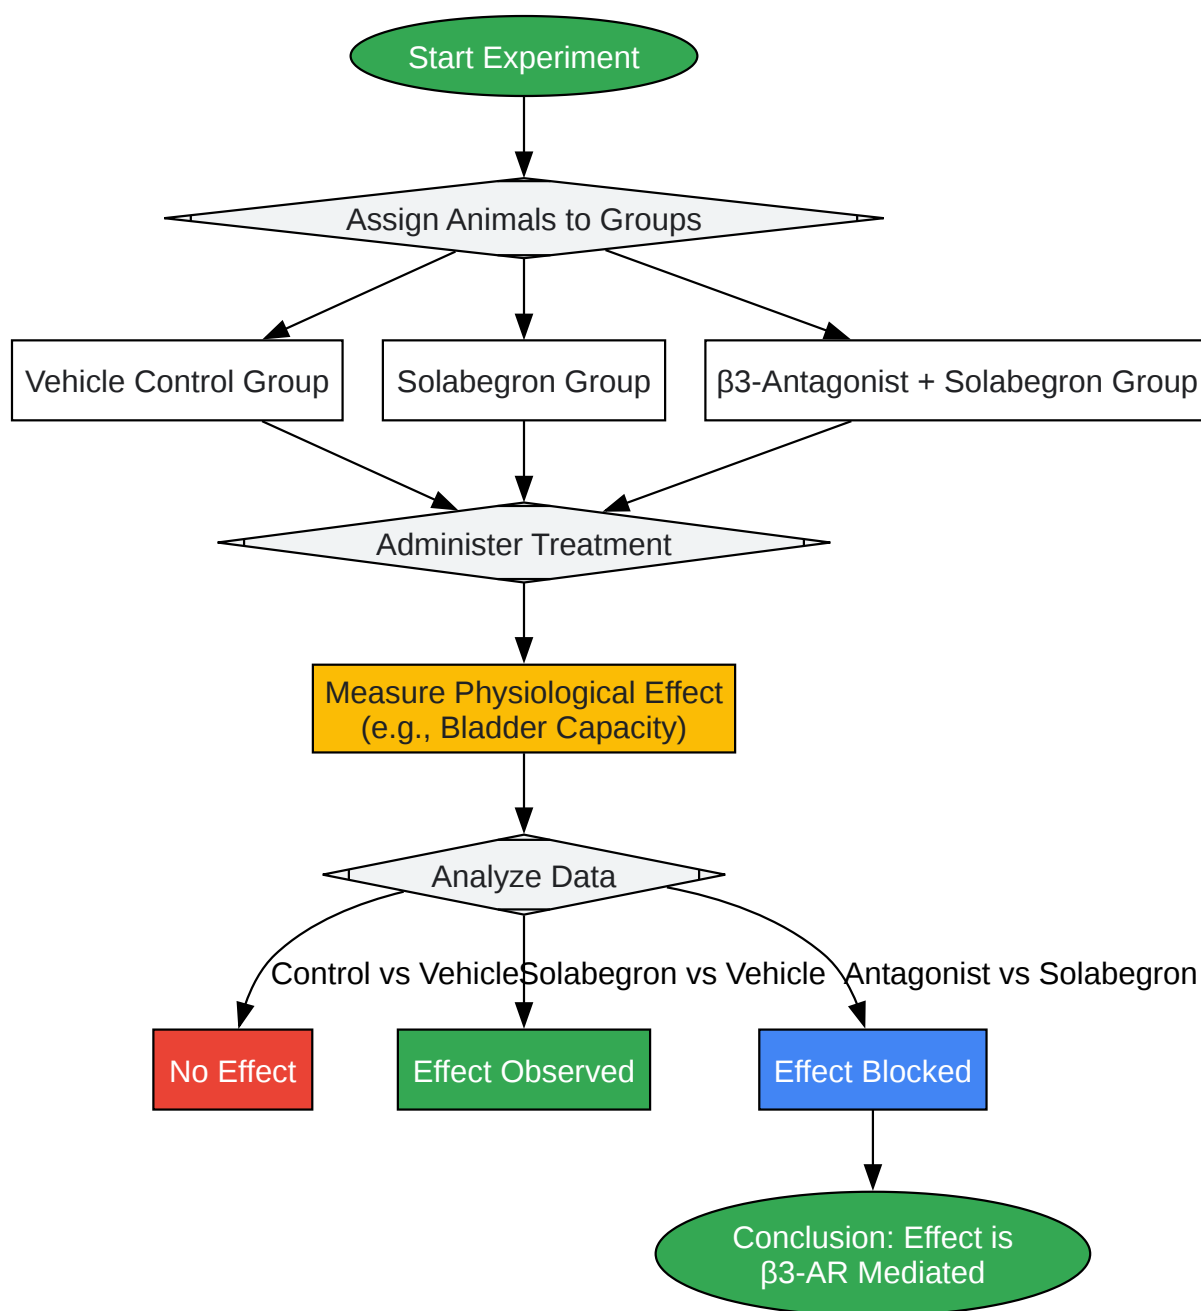 Start Experiment
Assign Animals to Groups
Vehicle Control Group
Solabegron Group
β3-Antagonist + Solabegron Group
Administer Treatment
Measure Physiological Effect
(e.g., Bladder Capacity)
Analyze Data
Control vs Vehicle
Solabegron vs Vehicle
Antagonist vs Solabegron
No Effect
Effect Observed
Effect Blocked
Conclusion: Effect is
β3-AR Mediated